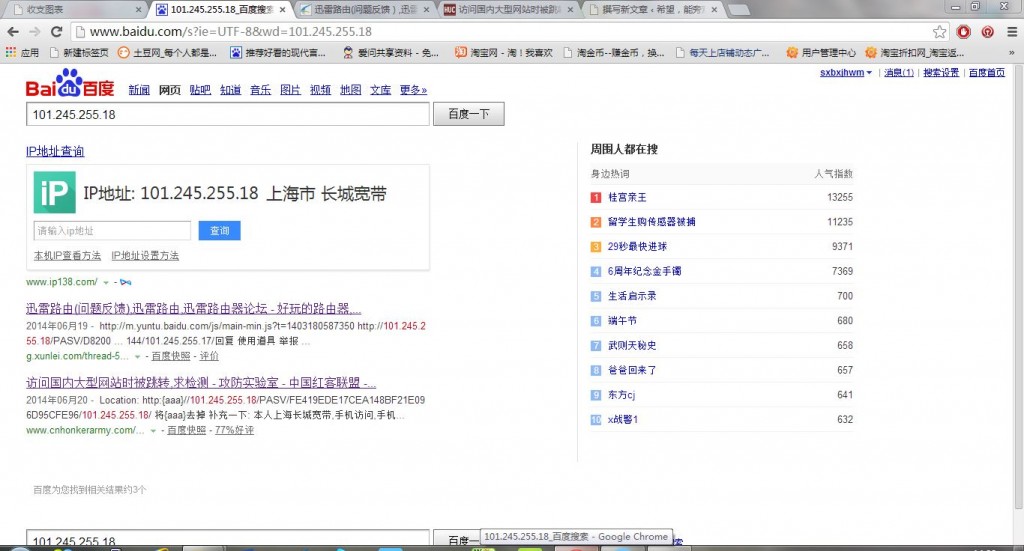 收支图表
101.245.255.18_百度搜索
迅雷路由(问题反馈),迅
访问国内大型网站时被跳
撰写新文章 ‹ 希望，能旁
www.baidu.com/s?ie=UTF-8&wd=101.245.255.18
应用 新建标签页 土豆网_每个人都是... 推荐好看的现代言... 爱问共享资料 - 免... 淘宝网 - 淘！我喜欢 淘金币--赚金币，换... 每天上店铺动态广... 用户管理中心 淘宝折扣网_淘宝返... »
sxbxjhwm | 消息(1) | 搜索设置 | 百度首页
Bai du 百度 新闻 网页 贴吧 知道 音乐 图片 视频 地图 文库 更多»
101.245.255.18 百度一下
IP地址查询
iP IP地址: 101.245.255.18 上海市 长城宽带
请输入ip地址 查询
本机IP查看方法 IP地址设置方法
www.ip138.com/ -
迅雷路由(问题反馈),迅雷路由,迅雷路由器论坛 - 好玩的路由器,...
2014年06月19 - http://m.yuntu.baidu.com/js/main-min.js?t=1403180587350 http://101.245.2
55.18/PASV/D8200 ... 144/101.245.255.17/回复 使用道具 举报 ...
g.xunlei.com/thread-5... - 百度快照 - 评价
访问国内大型网站时被跳转,求检测 - 攻防实验室 - 中国红客联盟 -...
2014年06月20 - Location: http:{aaa}//101.245.255.18/PASV/FE419EDE17CEA148BF21E09
6D95CFE96/101.245.255.18/ 将{aaa}去掉 补充一下: 本人上海长城宽带,手机访问,手机...
www.cnhonkerarmy.com/... - 百度快照 - 77%好评
百度为您找到相关结果约3个
周围人都在搜
身边热词 人气指数
1 桂宫亲王 13255
2 留学生购传感器被捕 11235
3 29秒最快进球 9371
4 6周年纪念金手镯 7369
5 生活启示录 700
6 端午节 680
7 武则天秘史 658
8 爸爸回来了 657
9 东方cj 641
10 x战警1 632
101.245.255.18 百度一
101.245.255.18_百度搜索 - Google Chrome